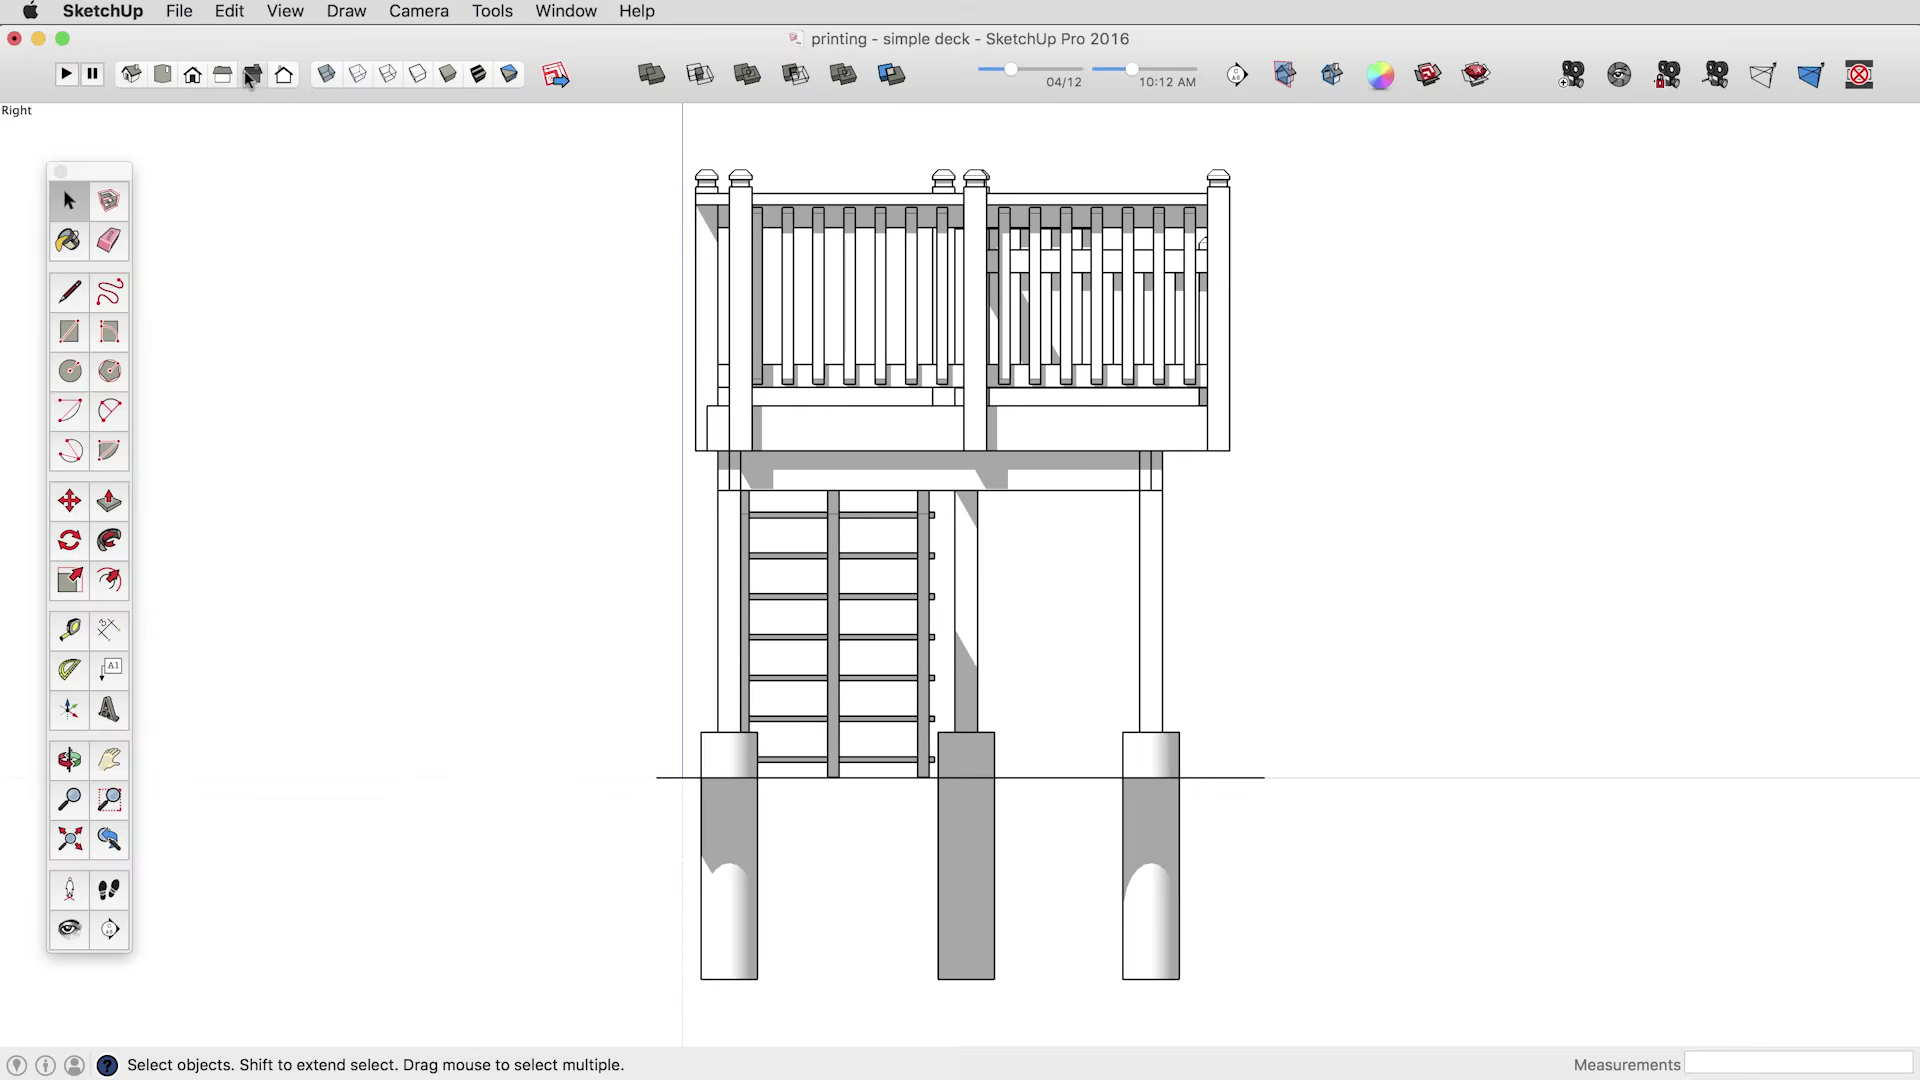 SketchUp File Edit View Draw Camera Tools Window Help
printing - simple deck - SketchUp Pro 2016
04/12 10:12 AM
Right
A1
Select objects. Shift to extend select. Drag mouse to select multiple.
Measurements